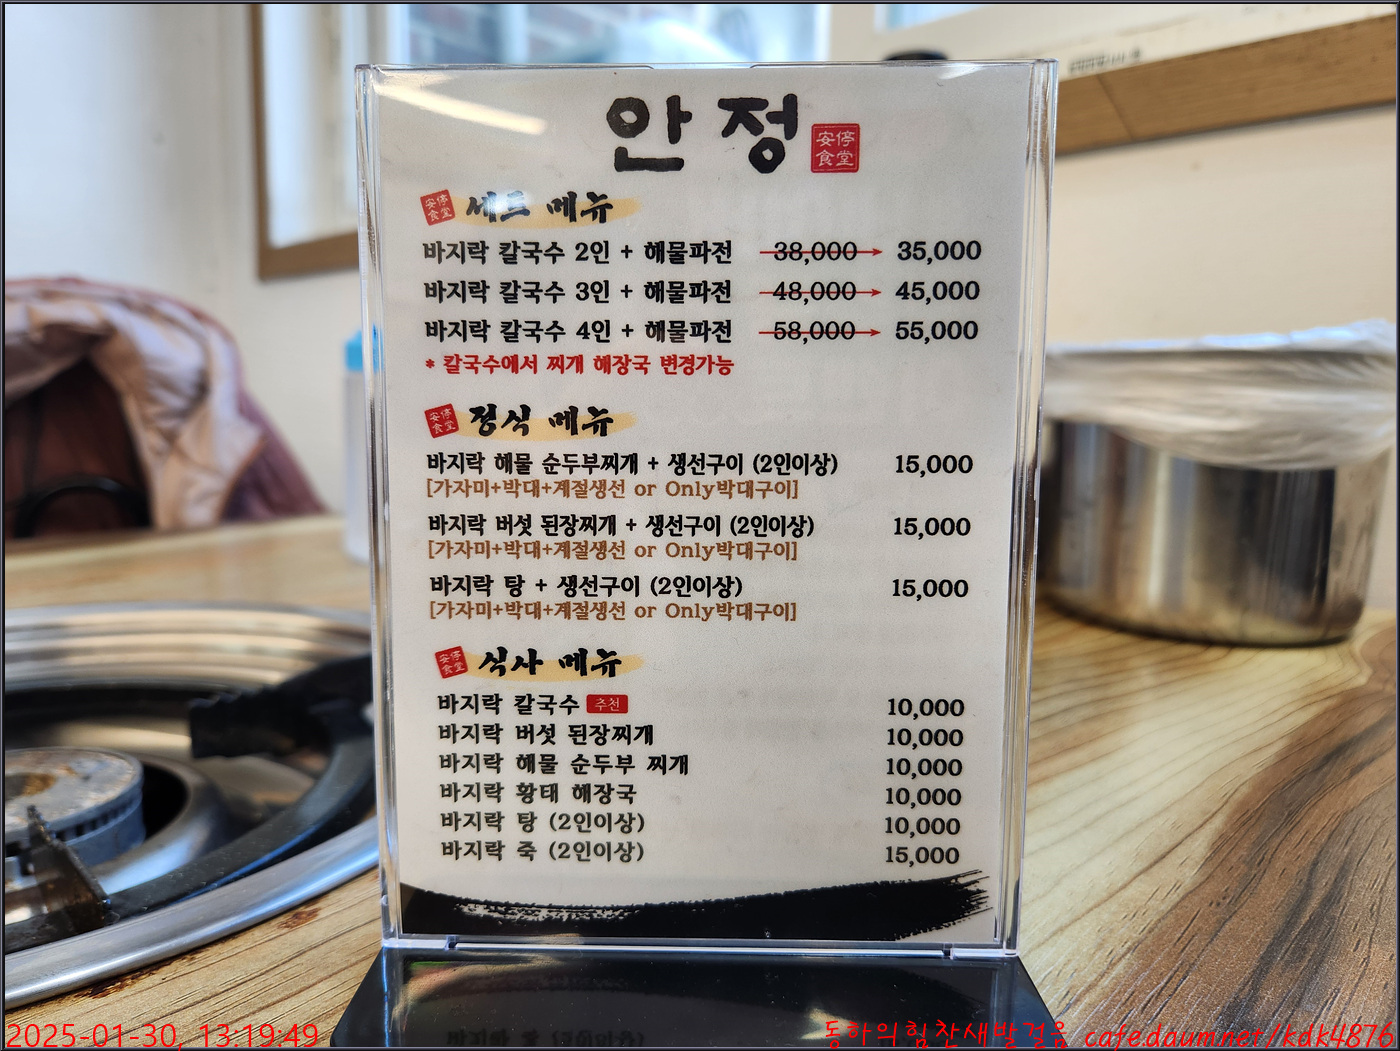 안정
安停
食堂
安停
食堂
세트 메뉴
바지락 칼국수 2인 + 해물파전 38,000 → 35,000
바지락 칼국수 3인 + 해물파전 48,000 → 45,000
바지락 칼국수 4인 + 해물파전 58,000 → 55,000
* 칼국수에서 찌개 해장국 변경가능
安停
食堂
정식 메뉴
바지락 해물 순두부찌개 + 생선구이 (2인이상) 15,000
[가자미+박대+계절생선 or Only박대구이]
바지락 버섯 된장찌개 + 생선구이 (2인이상) 15,000
[가자미+박대+계절생선 or Only박대구이]
바지락 탕 + 생선구이 (2인이상) 15,000
[가자미+박대+계절생선 or Only박대구이]
安停
食堂
식사 메뉴
바지락 칼국수 추천 10,000
바지락 버섯 된장찌개 10,000
바지락 해물 순두부 찌개 10,000
바지락 황태 해장국 10,000
바지락 탕 (2인이상) 10,000
바지락 죽 (2인이상) 15,000
2025-01-30, 13:19:49
동하의힘찬새발걸음 cafe.daum.net/kdk4876